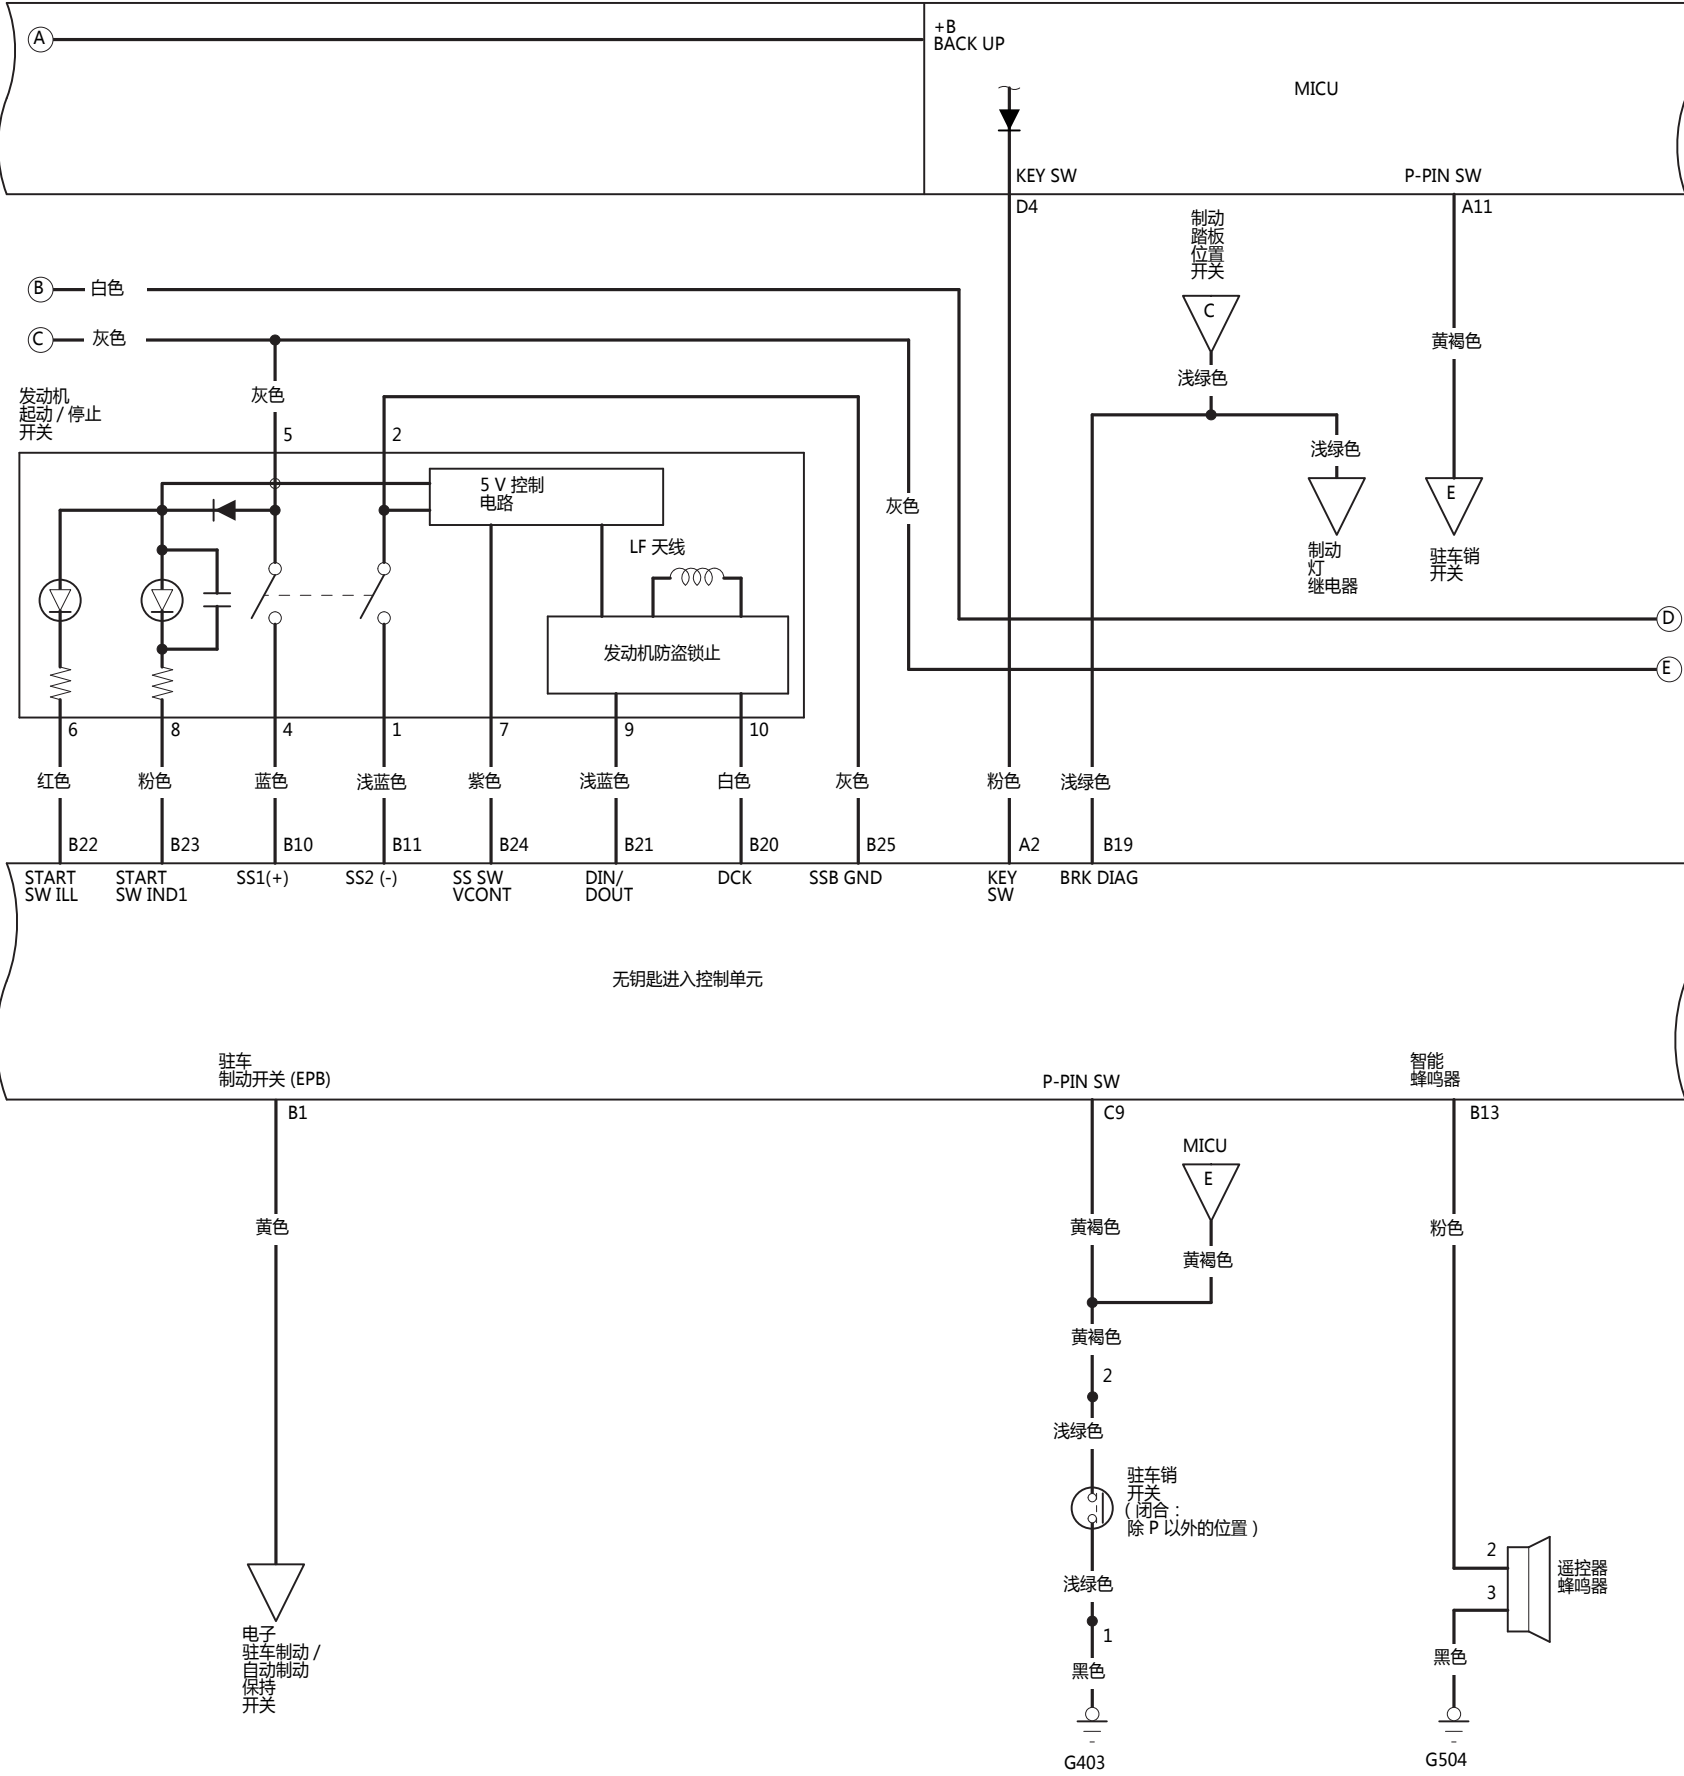 A
+B
BACK UP
MICU
KEY SW
P-PIN SW
D4
A11
制动
踏板
位置
开关
B
白色
C
C
灰色
黄褐色
浅绿色
发动机
起动 / 停止
开关
灰色
5
2
浅绿色
5 V 控制
电路
灰色
E
LF 天线
制动
灯
继电器
驻车销
开关
D
发动机防盗锁止
E
6
8
4
1
7
9
10
红色
粉色
蓝色
浅蓝色
紫色
浅蓝色
白色
灰色
粉色
浅绿色
B22
B23
B10
B11
B24
B21
B20
B25
A2
B19
START
SW ILL
START
SW IND1
SS1(+)
SS2 (-)
SS SW
VCONT
DIN/
DOUT
DCK
SSB GND
KEY
SW
BRK DIAG
无钥匙进入控制单元
驻车
制动开关 (EPB)
P-PIN SW
智能
蜂鸣器
B1
C9
B13
MICU
E
黄色
黄褐色
粉色
黄褐色
黄褐色
2
浅绿色
驻车销
开关
( 闭合 :
除 P 以外的位置 )
2
遥控器
蜂鸣器
3
浅绿色
电子
驻车制动 /
自动制动
保持
开关
1
黑色
黑色
G403
G504